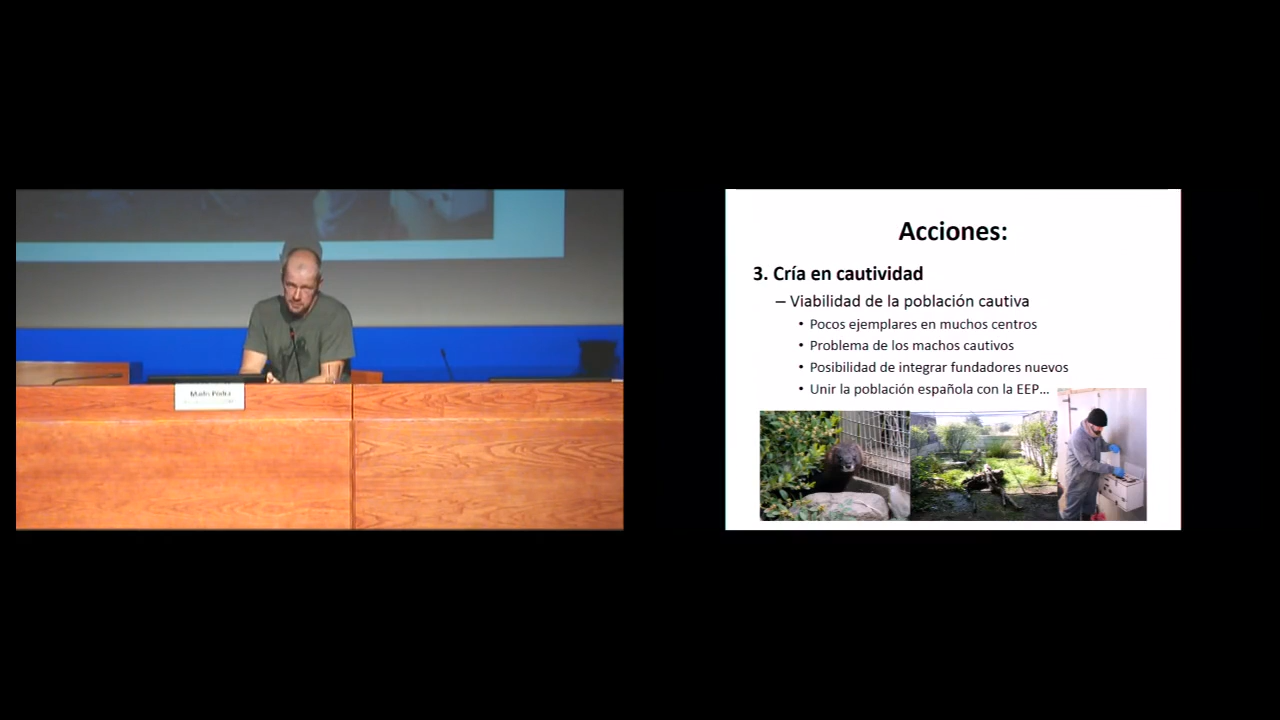 Acciones:
3. Cría en cautividad
– Viabilidad de la población cautiva
• Pocos ejemplares en muchos centros
• Problema de los machos cautivos
• Posibilidad de integrar fundadores nuevos
• Unir la población española con la EEP...